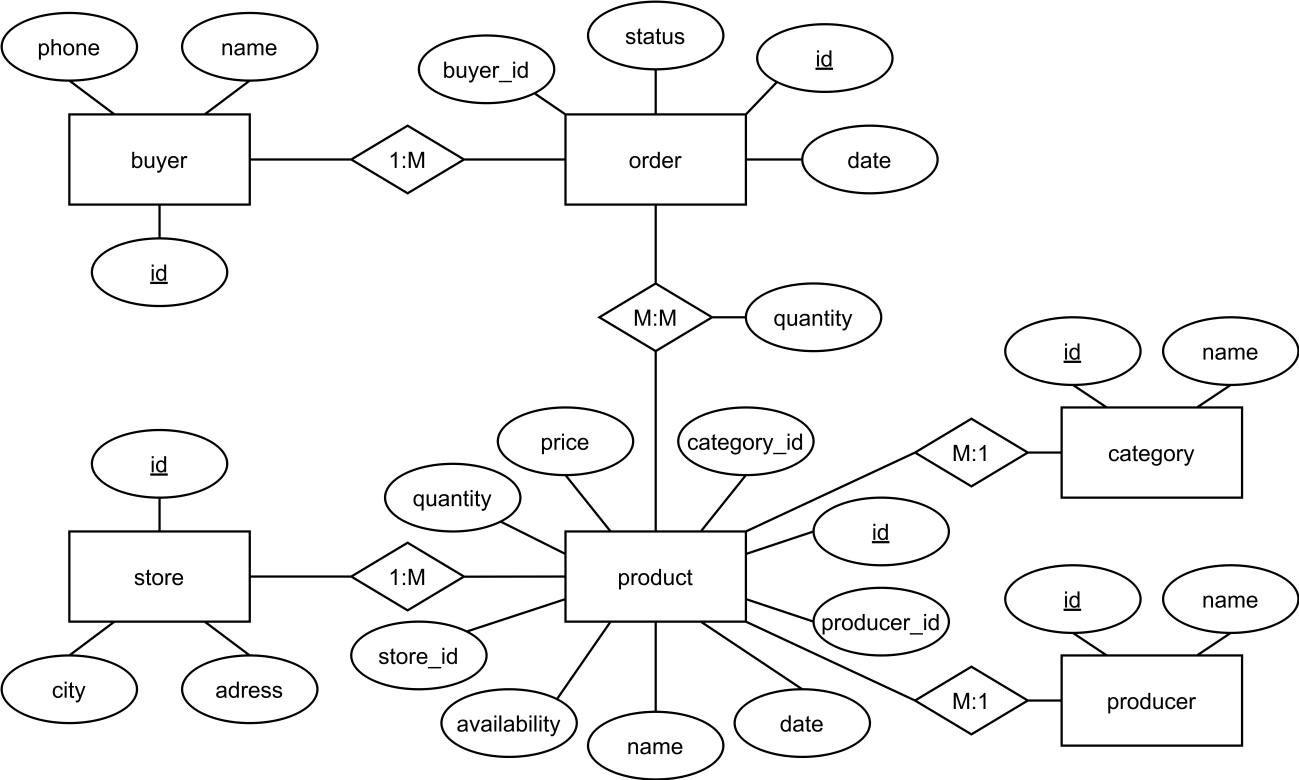 phone
name
buyer_id
status
id
buyer
1:M
order
date
id
M:M
quantity
id
name
price
category_id
M:1
category
id
quantity
id
store
1:M
product
id
name
producer_id
store_id
city
adress
availability
name
date
M:1
producer